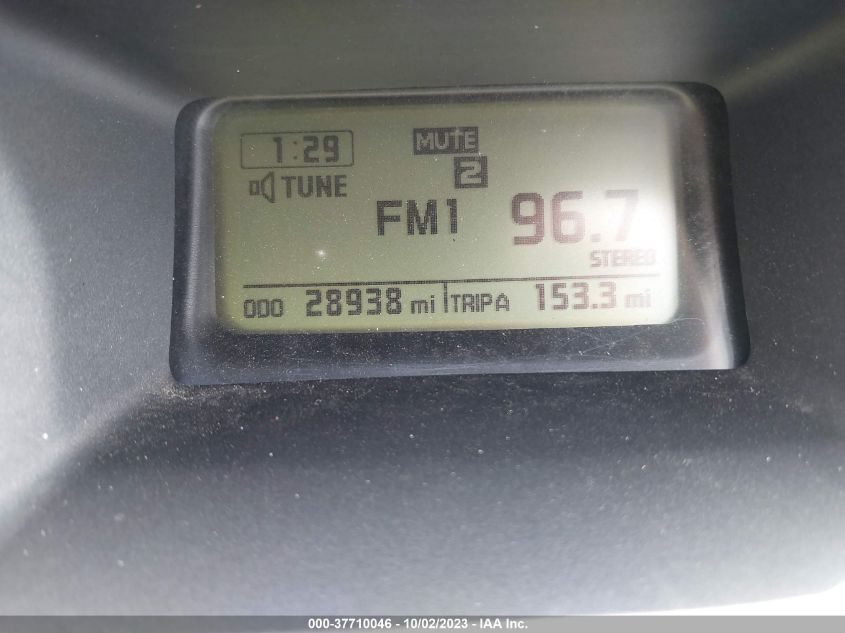 1:29 MUTE
2
TUNE
FM1 96.7
STEREO
ODO 28938 mi TRIP A 153.3 mi
000-37710046 - 10/02/2023 - IAA Inc.